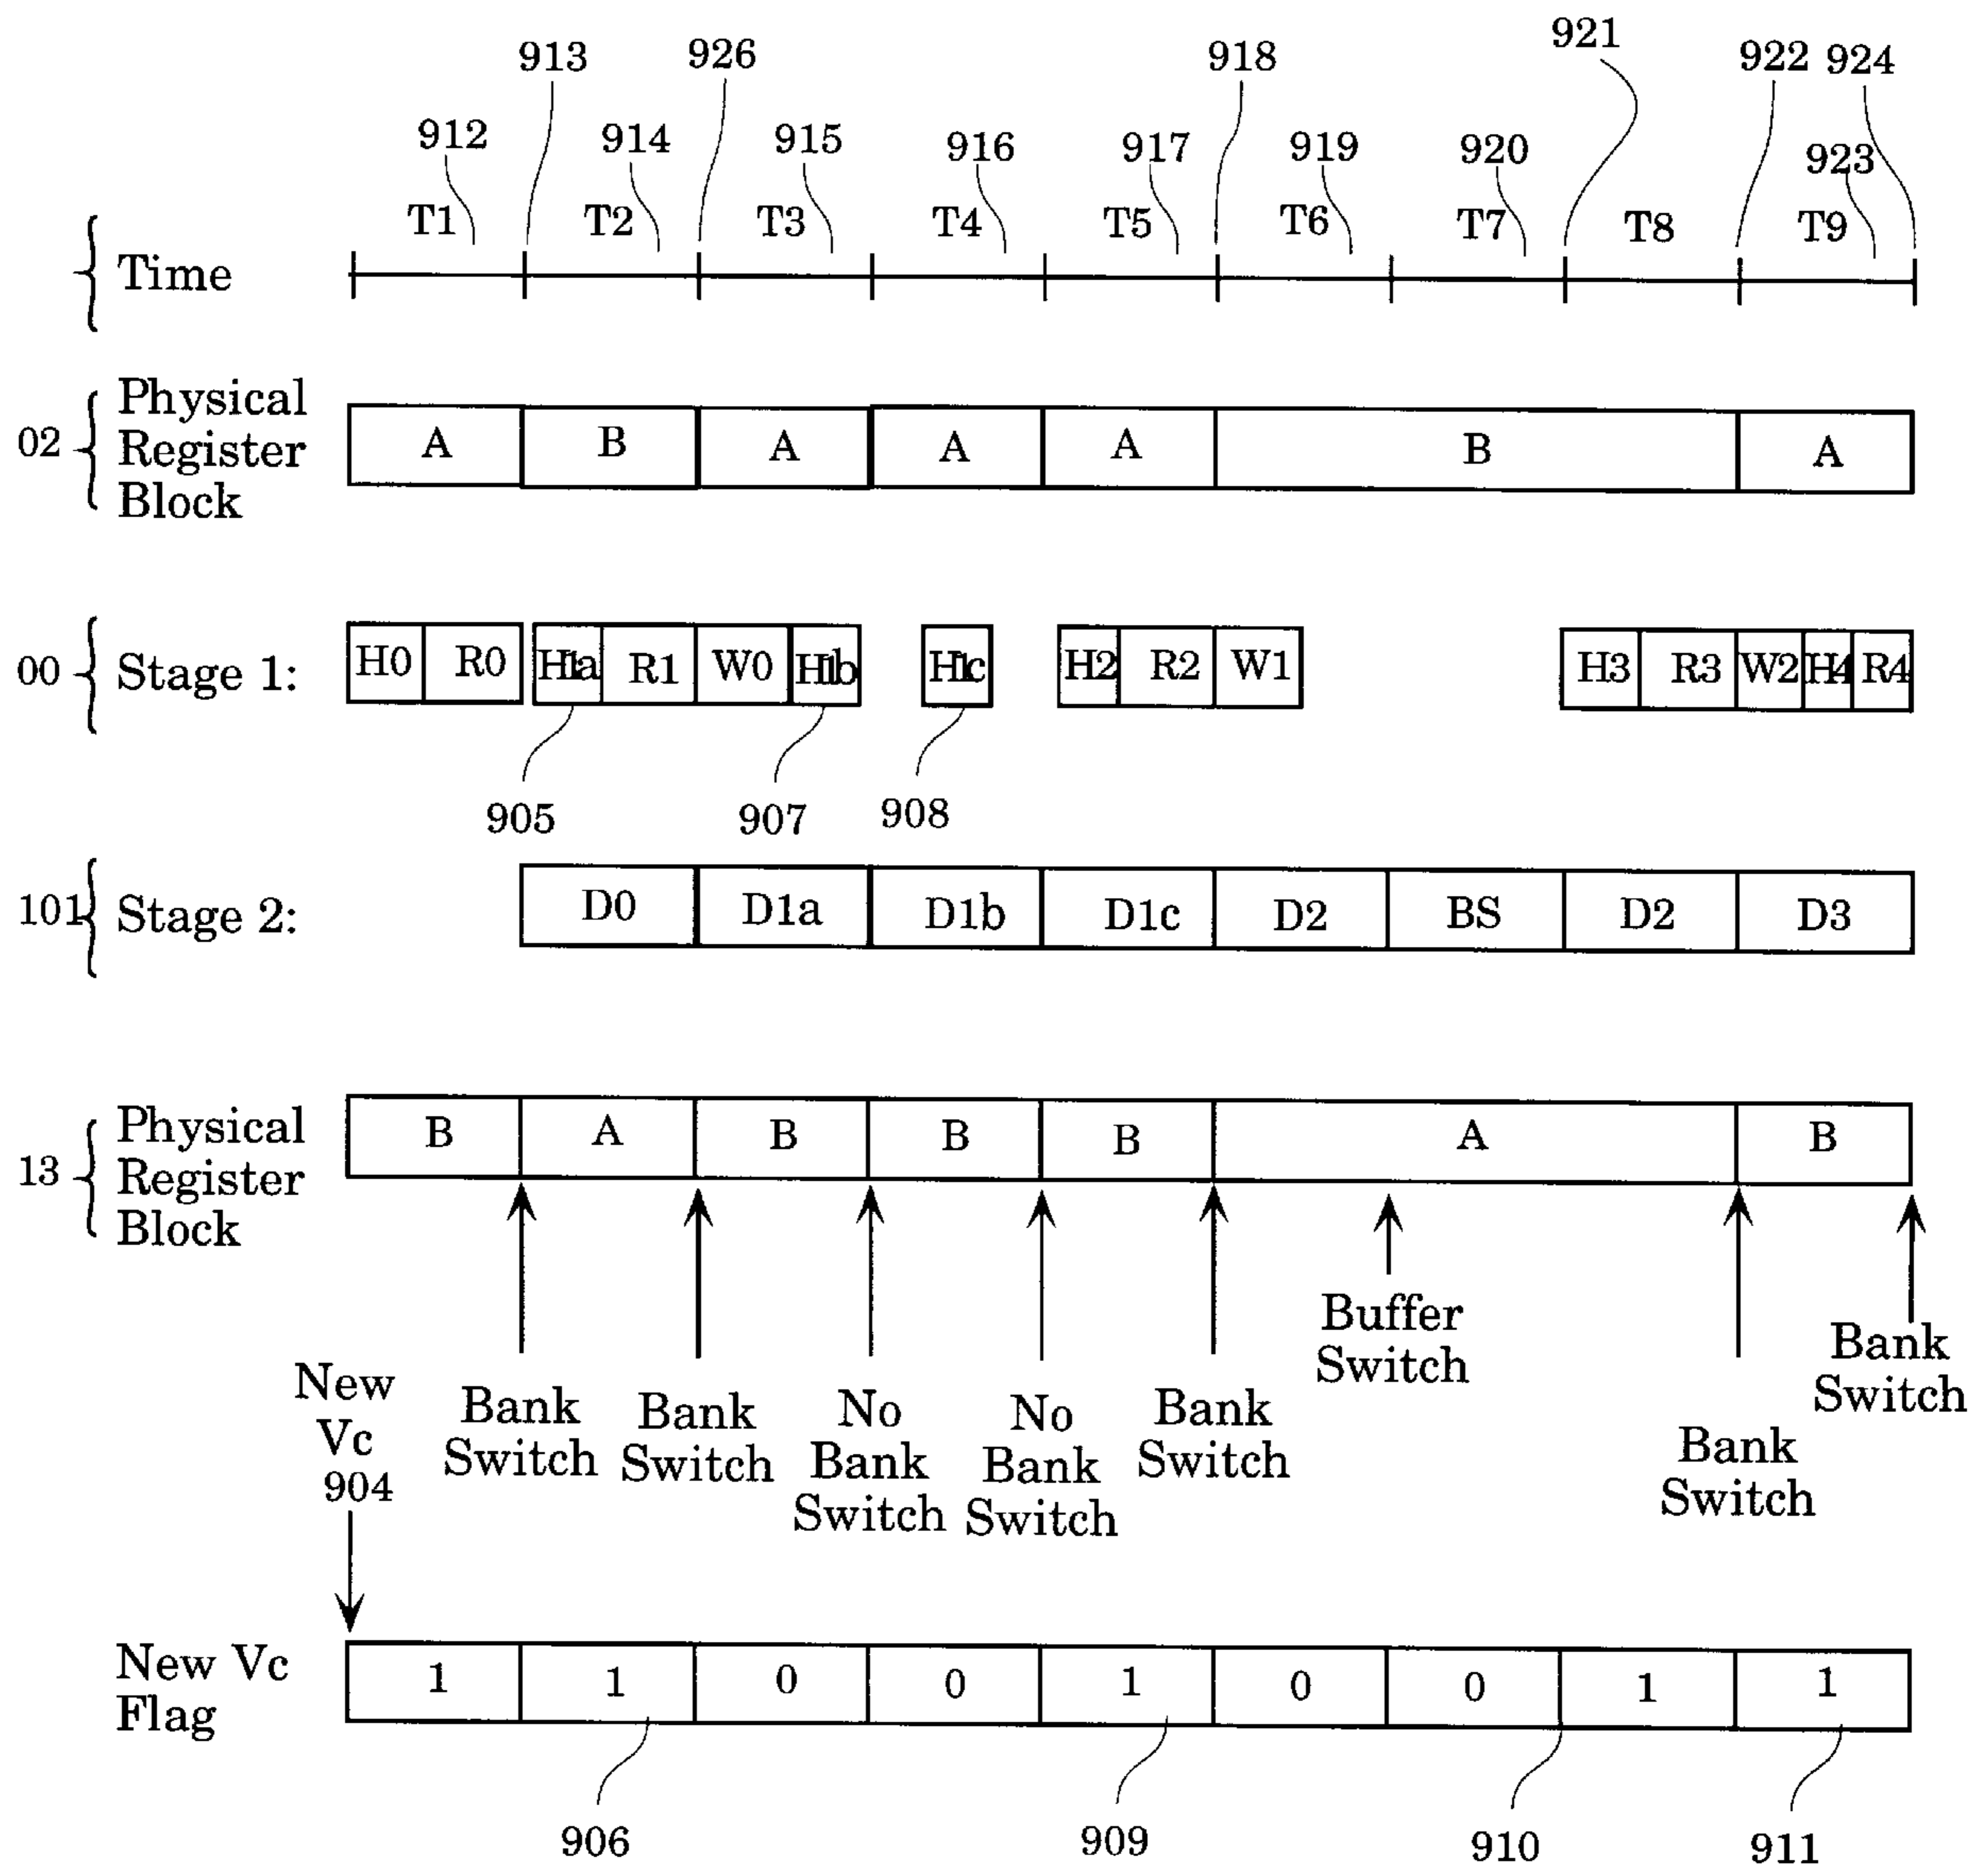 921
913 926 918 922 924
912 914 915 916 917 919 920 923
T1 T2 T3 T4 T5 T6 T7 T8 T9
Time
Physical
Register
Block
02
A B A A A B A
00 Stage 1:
H0 R0 H1a R1 W0 H1b H1c H2 R2 W1 H3 R3 W2 H4 R4
905 907 908
101 Stage 2:
D0 D1a D1b D1c D2 BS D2 D3
Physical
Register
Block
13
B A B B B A B
New
Vc
904
Bank
Switch
Bank
Switch
No
Bank
Switch
No
Bank
Switch
Bank
Switch
Buffer
Switch
Bank
Switch
Bank
Switch
New Vc
Flag
1 1 0 0 1 0 0 1 1
906 909 910 911